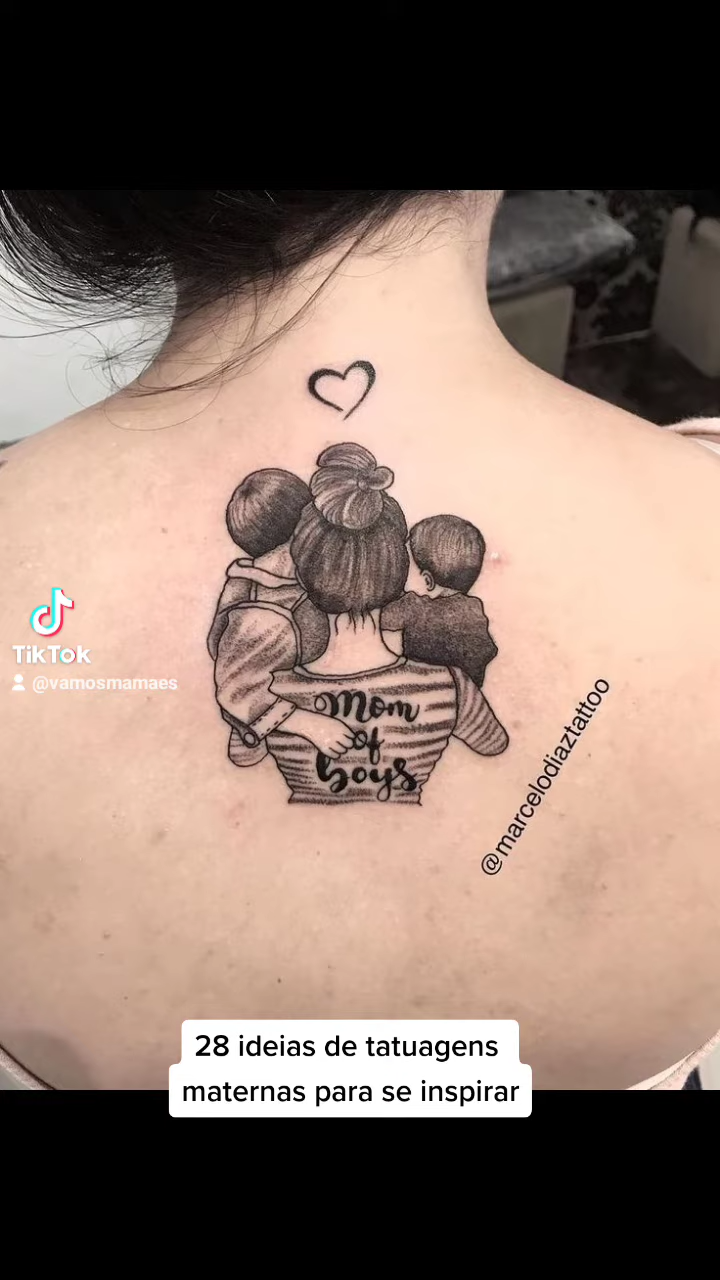 Mom
of
boys
TikTok
@vamosmamaes
@marcelodiaztattoo
28 ideias de tatuagens
maternas para se inspirar